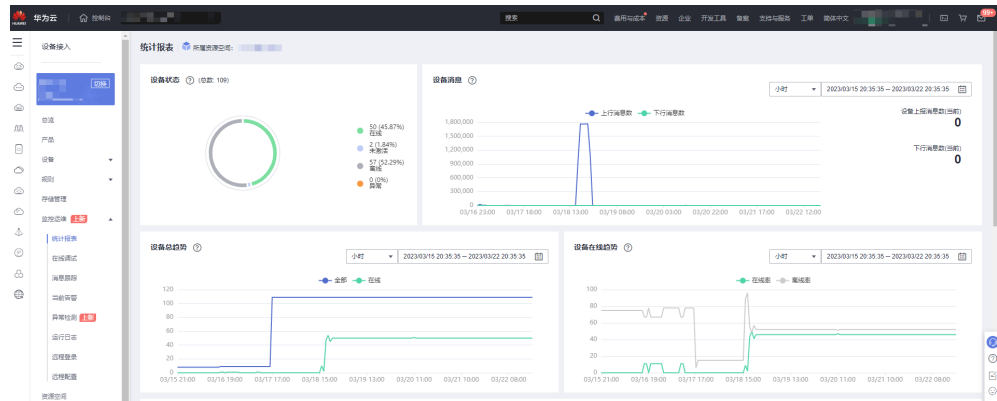 HUAWEI
华为云
控制台
搜索
费用与成本
资源
企业
开发工具
备案
支持与服务
工单
简体中文
99+
设备接入
切换
总览
产品
设备
规则
存储管理
监控运维 上新
统计报表
在线调试
消息跟踪
当前告警
异常检测 上新
运行日志
远程登录
远程配置
资源空间
统计报表 所属资源空间:
设备状态 (总数: 109)
50 (45.87%)
在线
2 (1.84%)
未激活
57 (52.29%)
离线
0 (0%)
异常
设备消息
小时 2023/03/15 20:35:35 – 2023/03/22 20:35:35
上行消息数 下行消息数
1,800,000
1,500,000
1,200,000
900,000
600,000
300,000
0
03/16 23:00 03/17 18:00 03/18 13:00 03/19 08:00 03/20 03:00 03/20 22:00 03/21 17:00 03/22 12:00
设备上报消息数(当前)
0
下行消息数(当前)
0
设备总趋势
小时 2023/03/15 20:35:35 – 2023/03/22 20:35:35
全部 在线
120
100
80
60
40
20
0
03/15 21:00 03/16 19:00 03/17 17:00 03/18 15:00 03/19 13:00 03/20 11:00 03/21 10:00 03/22 08:00
设备在线趋势
小时 2023/03/15 20:35:35 – 2023/03/22 20:35:35
在线率 离线率
100
80
60
40
20
0
03/15 21:00 03/16 19:00 03/17 17:00 03/18 15:00 03/19 13:00 03/20 11:00 03/21 10:00 03/22 08:00